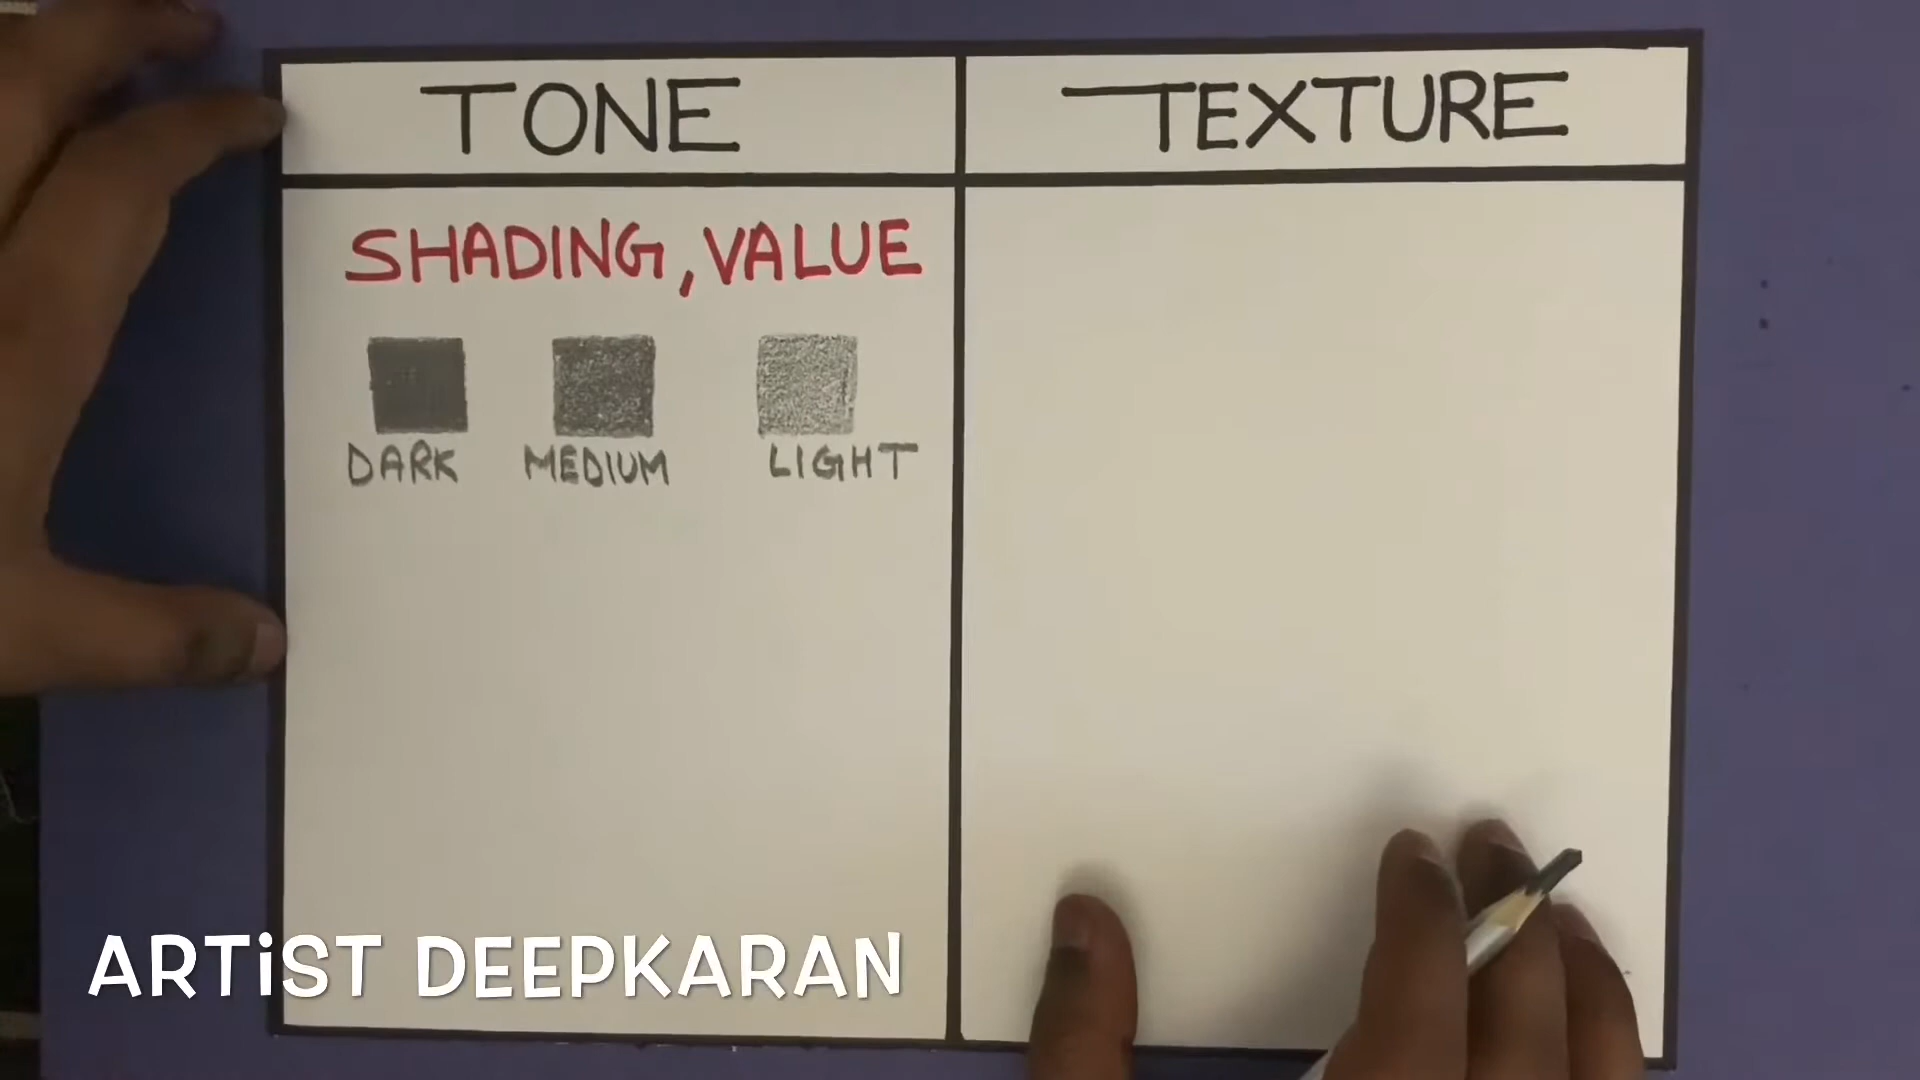 TONE
TEXTURE
SHADING, VALUE
DARK
MEDIUM
LIGHT
ARTiST DEEPKARAN